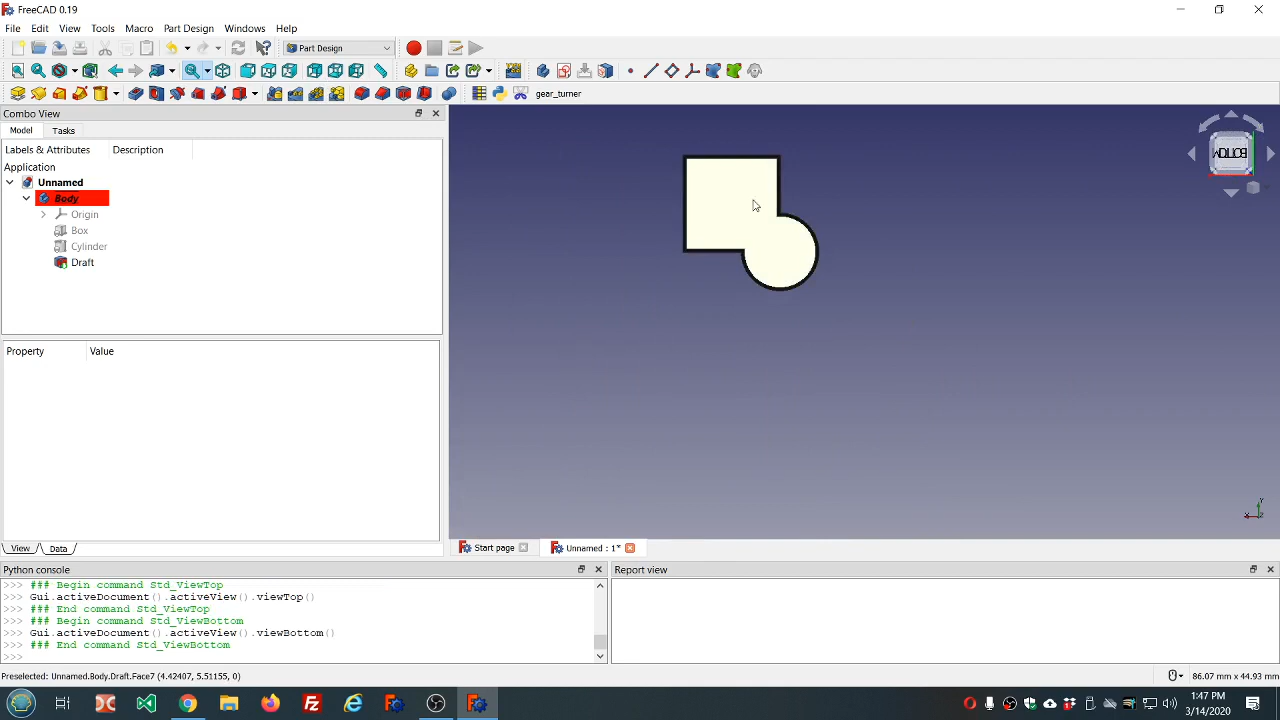 FreeCAD 0.19
File Edit View Tools Macro Part Design Windows Help
Part Design
gear_turner
Combo View
Model Tasks
Labels & Attributes Description
Application
Unnamed
Body
Origin
Box
Cylinder
Draft
Property Value
View Data
BOTTOM
X Y
Start page Unnamed : 1*
Python console
>>> ### Begin command Std_ViewTop
>>> Gui.activeDocument().activeView().viewTop()
>>> ### End command Std_ViewTop
>>> ### Begin command Std_ViewBottom
>>> Gui.activeDocument().activeView().viewBottom()
>>> ### End command Std_ViewBottom
>>>
Report view
Preselected: Unnamed.Body.Draft.Face7 (4.42407, 5.51155, 0)
86.07 mm x 44.93 mm
1:47 PM
3/14/2020